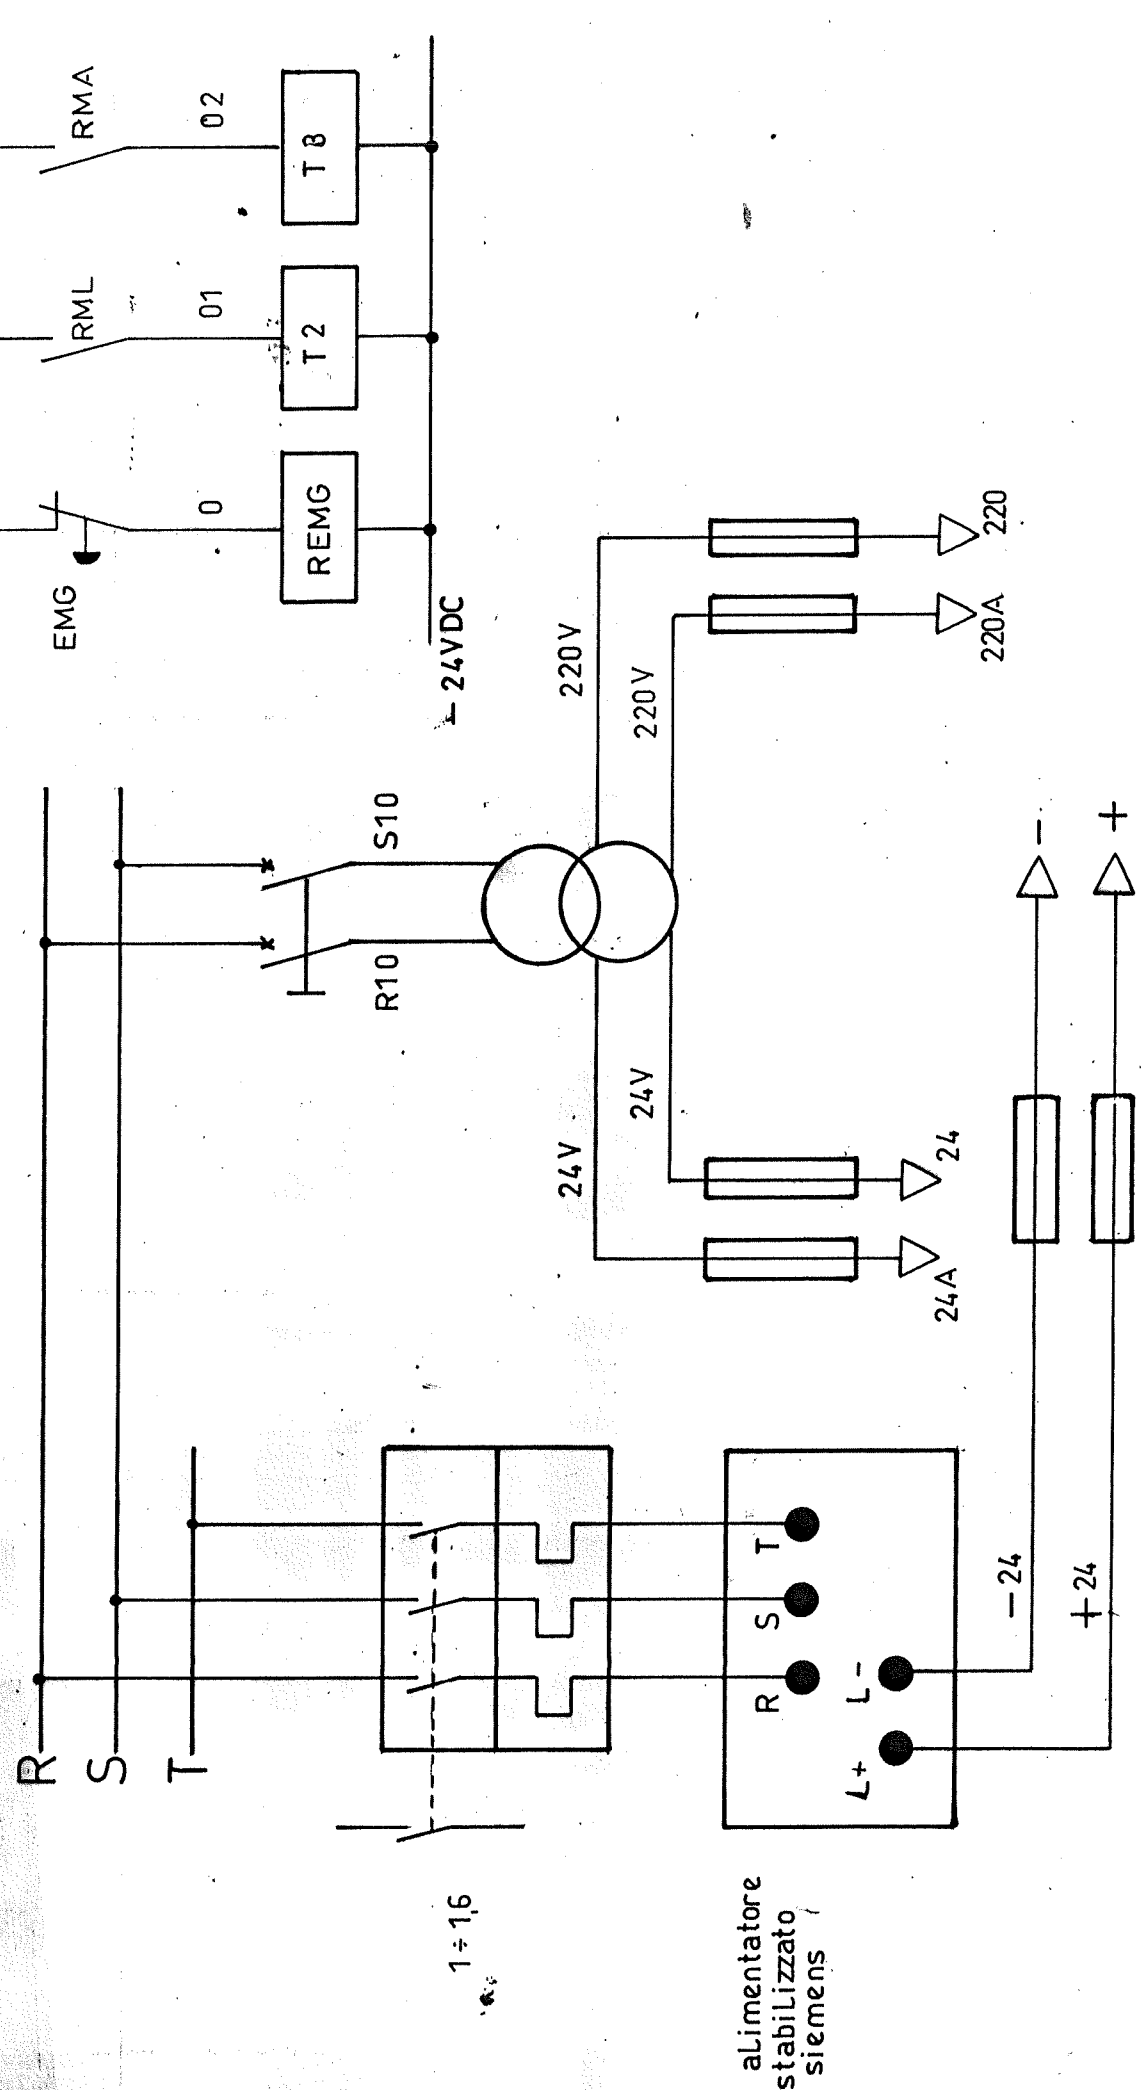 R
S
T
1÷1,6
aLimentatore
stabiLizzato
siemens
R
S
T
L+
L-
-24
+24
-
+
R10
S10
24V
24V
220V
220V
24A
24
220A
220
EMG
RML
RMA
0
01
02
REMG
T2
T3
-24VDC